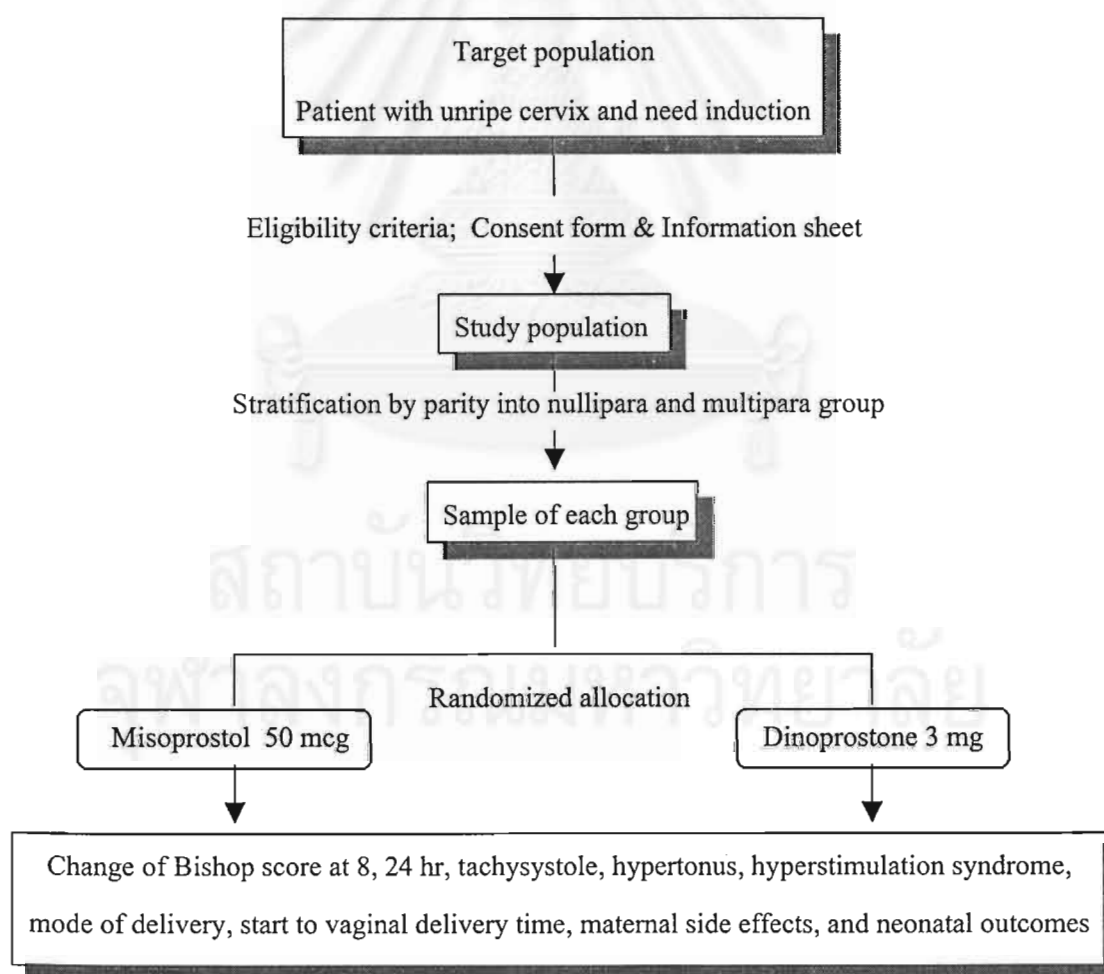 Target population
Patient with unripe cervix and need induction
Eligibility criteria; Consent form & Information sheet
Study population
Stratification by parity into nullipara and multipara group
Sample of each group
สถาบันวิทยบริการ
จุฬาลงกรณ์มหาวิทยาลัย
Randomized allocation
Misoprostol 50 mcg
Dinoprostone 3 mg
Change of Bishop score at 8, 24 hr, tachysystole, hypertonus, hyperstimulation syndrome,
mode of delivery, start to vaginal delivery time, maternal side effects, and neonatal outcomes